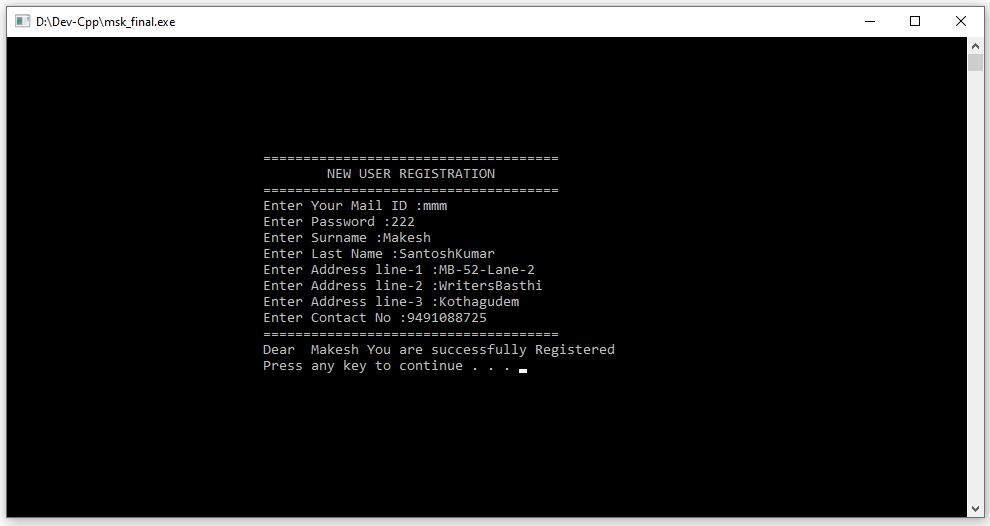 D:\Dev-Cpp\msk_final.exe
=====================================
NEW USER REGISTRATION
=====================================
Enter Your Mail ID :mmm
Enter Password :222
Enter Surname :Makesh
Enter Last Name :SantoshKumar
Enter Address line-1 :MB-52-Lane-2
Enter Address line-2 :WritersBasthi
Enter Address line-3 :Kothagudem
Enter Contact No :9491088725
=====================================
Dear  Makesh You are successfully Registered
Press any key to continue . . .